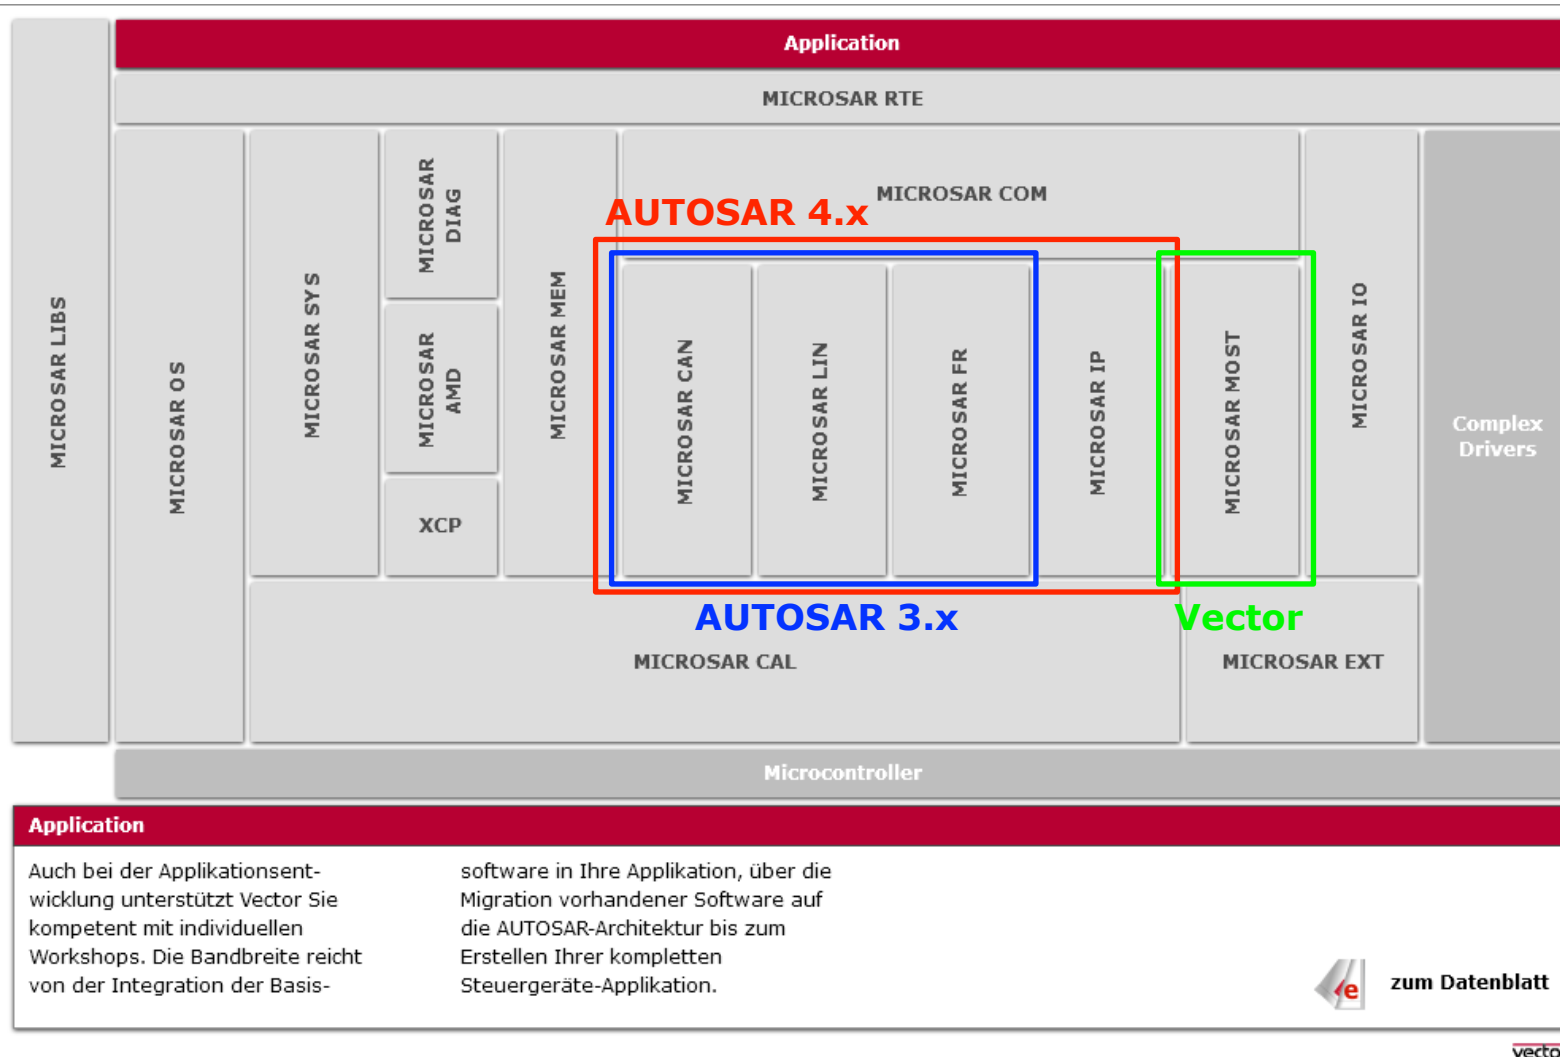 Application
MICROSAR RTE
MICROSAR LIBS
MICROSAR OS
MICROSAR SYS
MICROSAR
DIAG
MICROSAR
AMD
XCP
MICROSAR MEM
MICROSAR COM
AUTOSAR 4.x
MICROSAR CAN
MICROSAR LIN
MICROSAR FR
MICROSAR IP
MICROSAR MOST
MICROSAR IO
Complex
Drivers
AUTOSAR 3.x
Vector
MICROSAR CAL
MICROSAR EXT
Microcontroller
Application
Auch bei der Applikationsent-
wicklung unterstützt Vector Sie
kompetent mit individuellen
Workshops. Die Bandbreite reicht
von der Integration der Basis-
software in Ihre Applikation, über die
Migration vorhandener Software auf
die AUTOSAR-Architektur bis zum
Erstellen Ihrer kompletten
Steuergeräte-Applikation.
e
zum Datenblatt